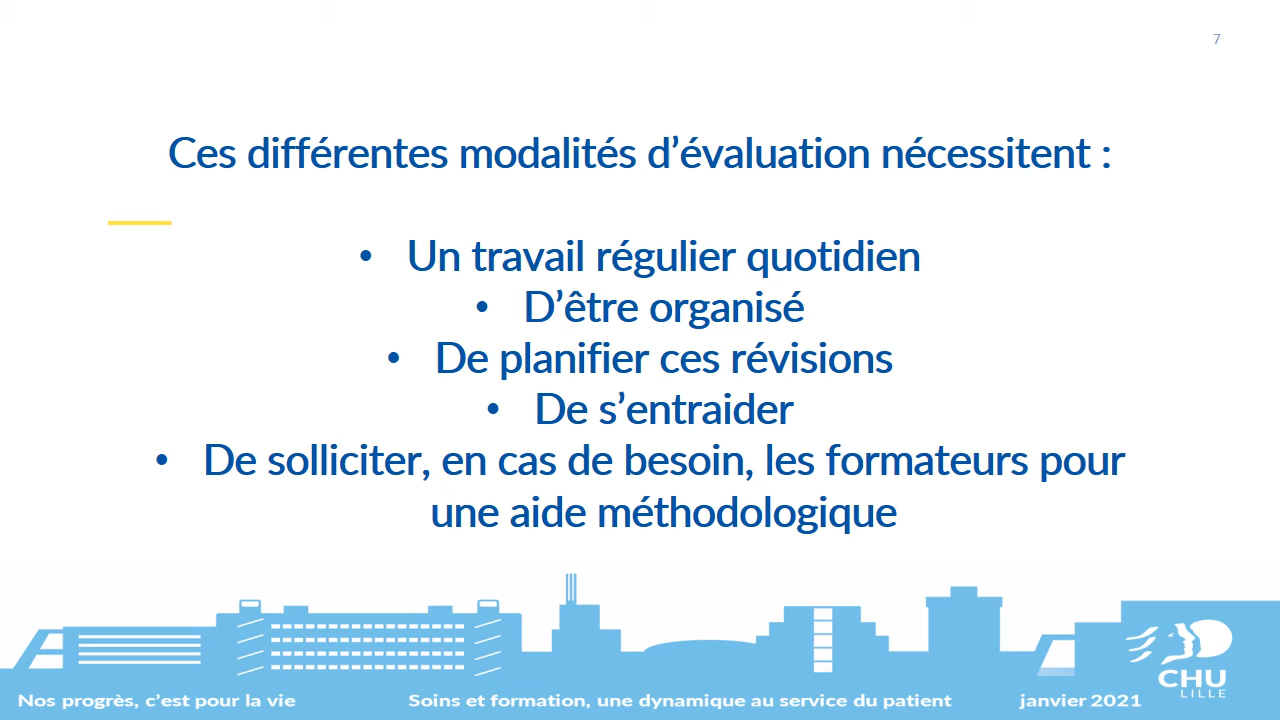 7
Ces différentes modalités d’évaluation nécessitent :
• Un travail régulier quotidien
• D’être organisé
• De planifier ces révisions
• De s’entraider
• De solliciter, en cas de besoin, les formateurs pour
une aide méthodologique
CHU
LILLE
Nos progrès, c’est pour la vie
Soins et formation, une dynamique au service du patient
janvier 2021